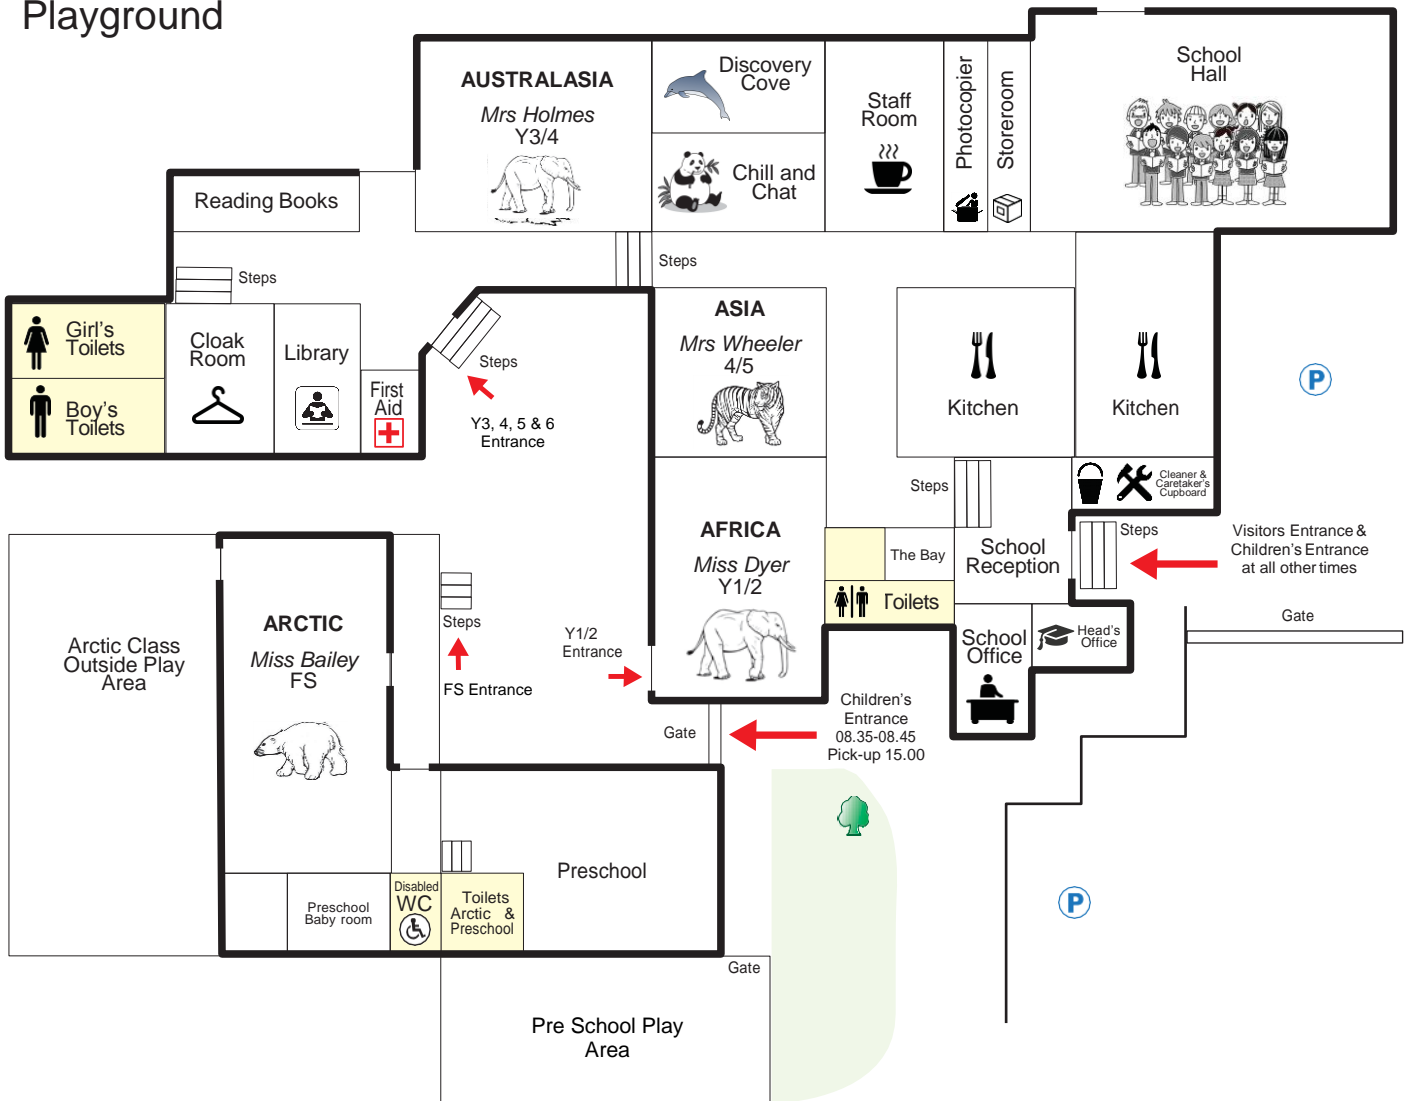 Playground
AUSTRALASIA
Mrs Holmes
Y3/4
Discovery
Cove
Chill and
Chat
Staff
Room
Photocopier
Storeroom
School
Hall
Reading Books
Steps
Steps
Girl's
Toilets
Boy's
Toilets
Cloak
Room
Library
First
Aid
Steps
Y3, 4, 5 & 6
Entrance
ASIA
Mrs Wheeler
4/5
Kitchen
Kitchen
P
Steps
Cleaner &
Caretaker's
Cupboard
AFRICA
Miss Dyer
Y1/2
The Bay
Toilets
School
Reception
Steps
Visitors Entrance &
Children's Entrance
at all other times
Gate
School
Office
Head's
Office
Arctic Class
Outside Play
Area
ARCTIC
Miss Bailey
FS
Steps
FS Entrance
Y1/2
Entrance
Gate
Children's
Entrance
08.35-08.45
Pick-up 15.00
Preschool
Preschool
Baby room
Disabled
WC
Toilets
Arctic &
Preschool
P
Gate
Pre School Play
Area